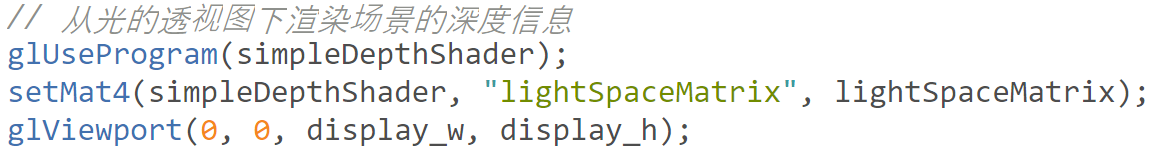 // 从光的透视图下渲染场景的深度信息
glUseProgram(simpleDepthShader);
setMat4(simpleDepthShader, "lightSpaceMatrix", lightSpaceMatrix);
glViewport(0, 0, display_w, display_h);